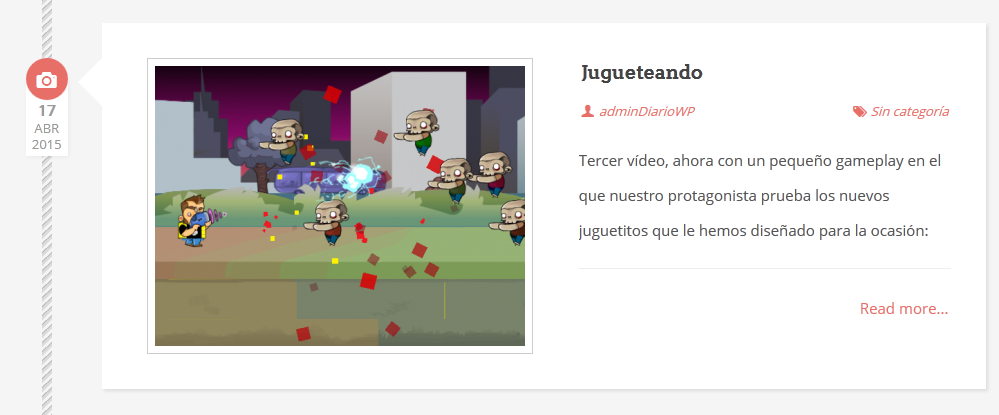 17
ABR
2015
Jugueteando
adminDiarioWP
Sin categoría
Tercer vídeo, ahora con un pequeño gameplay en el
que nuestro protagonista prueba los nuevos
juguetitos que le hemos diseñado para la ocasión:
Read more...